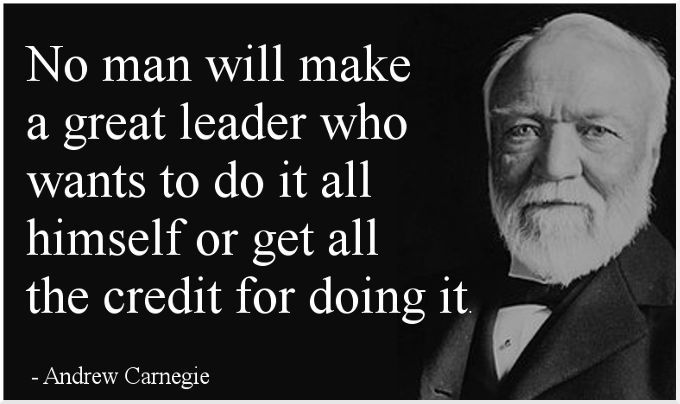 No man will make
a great leader who
wants to do it all
himself or get all
the credit for doing it.
- Andrew Carnegie